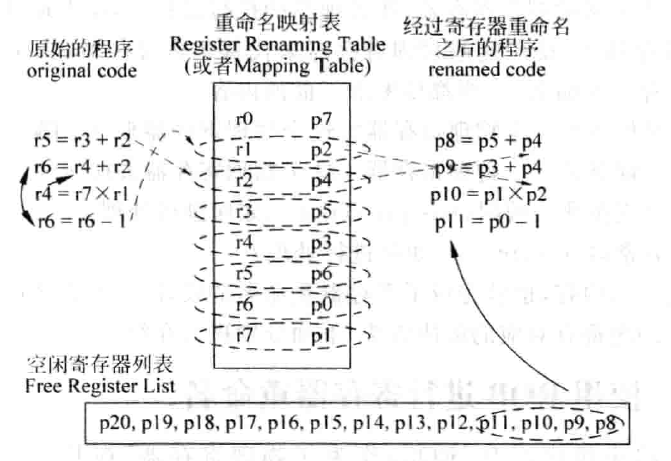 原始的程序
original code
重命名映射表
Register Renaming Table
(或者Mapping Table)
经过寄存器重命名
之后的程序
renamed code
r5 = r3 + r2
r6 = r4 + r2
r4 = r7 × r1
r6 = r6 − 1
r0 p7
r1 p2
r2 p4
r3 p5
r4 p3
r5 p6
r6 p0
r7 p1
p8 = p5 + p4
p9 = p3 + p4
p10 = p1 × p2
p11 = p0 − 1
空闲寄存器列表
Free Register List
p20, p19, p18, p17, p16, p15, p14, p13, p12, p11, p10, p9, p8